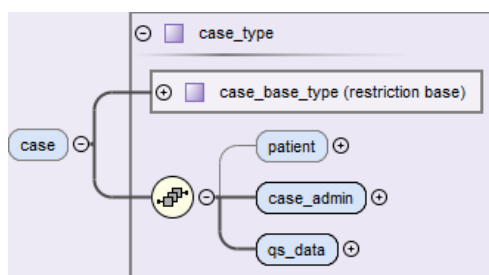 case_type
case_base_type (restriction base)
case
patient
case_admin
qs_data